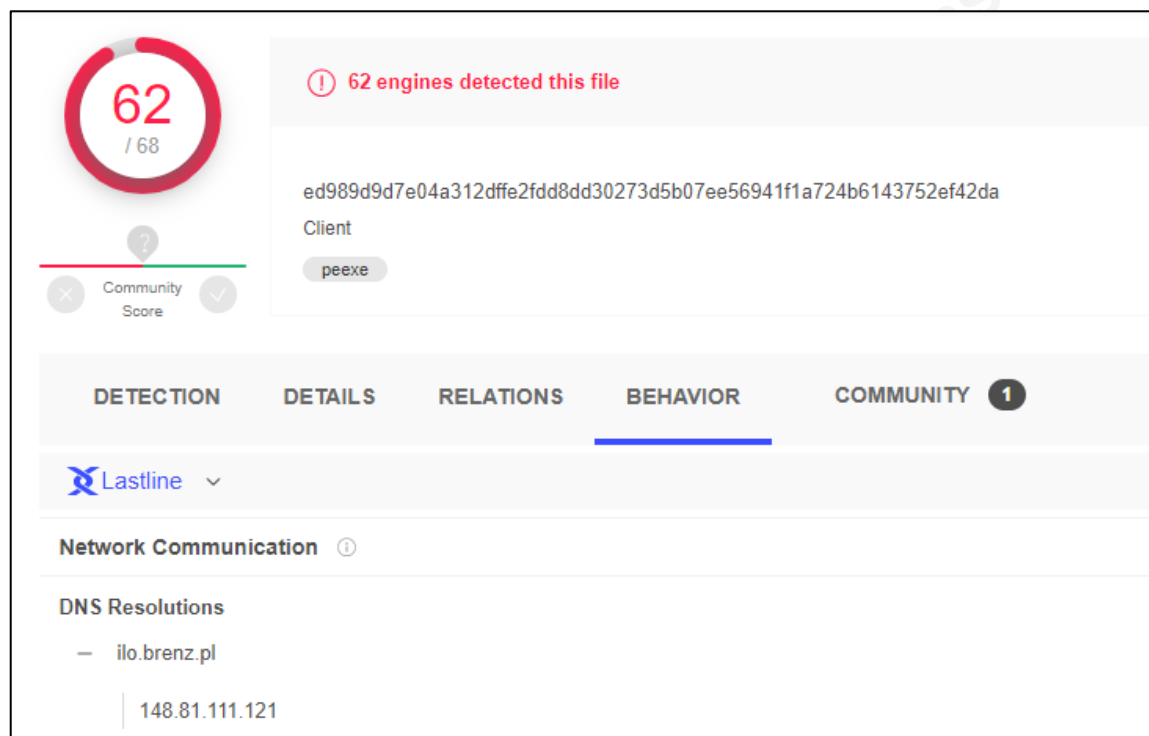 62
/ 68
62 engines detected this file
ed989d9d7e04a312dffe2fdd8dd30273d5b07ee56941f1a724b6143752ef42da
Client
peexe
?
Community
Score
DETECTION DETAILS RELATIONS BEHAVIOR COMMUNITY 1
Lastline
Network Communication
DNS Resolutions
ilo.brenz.pl
148.81.111.121